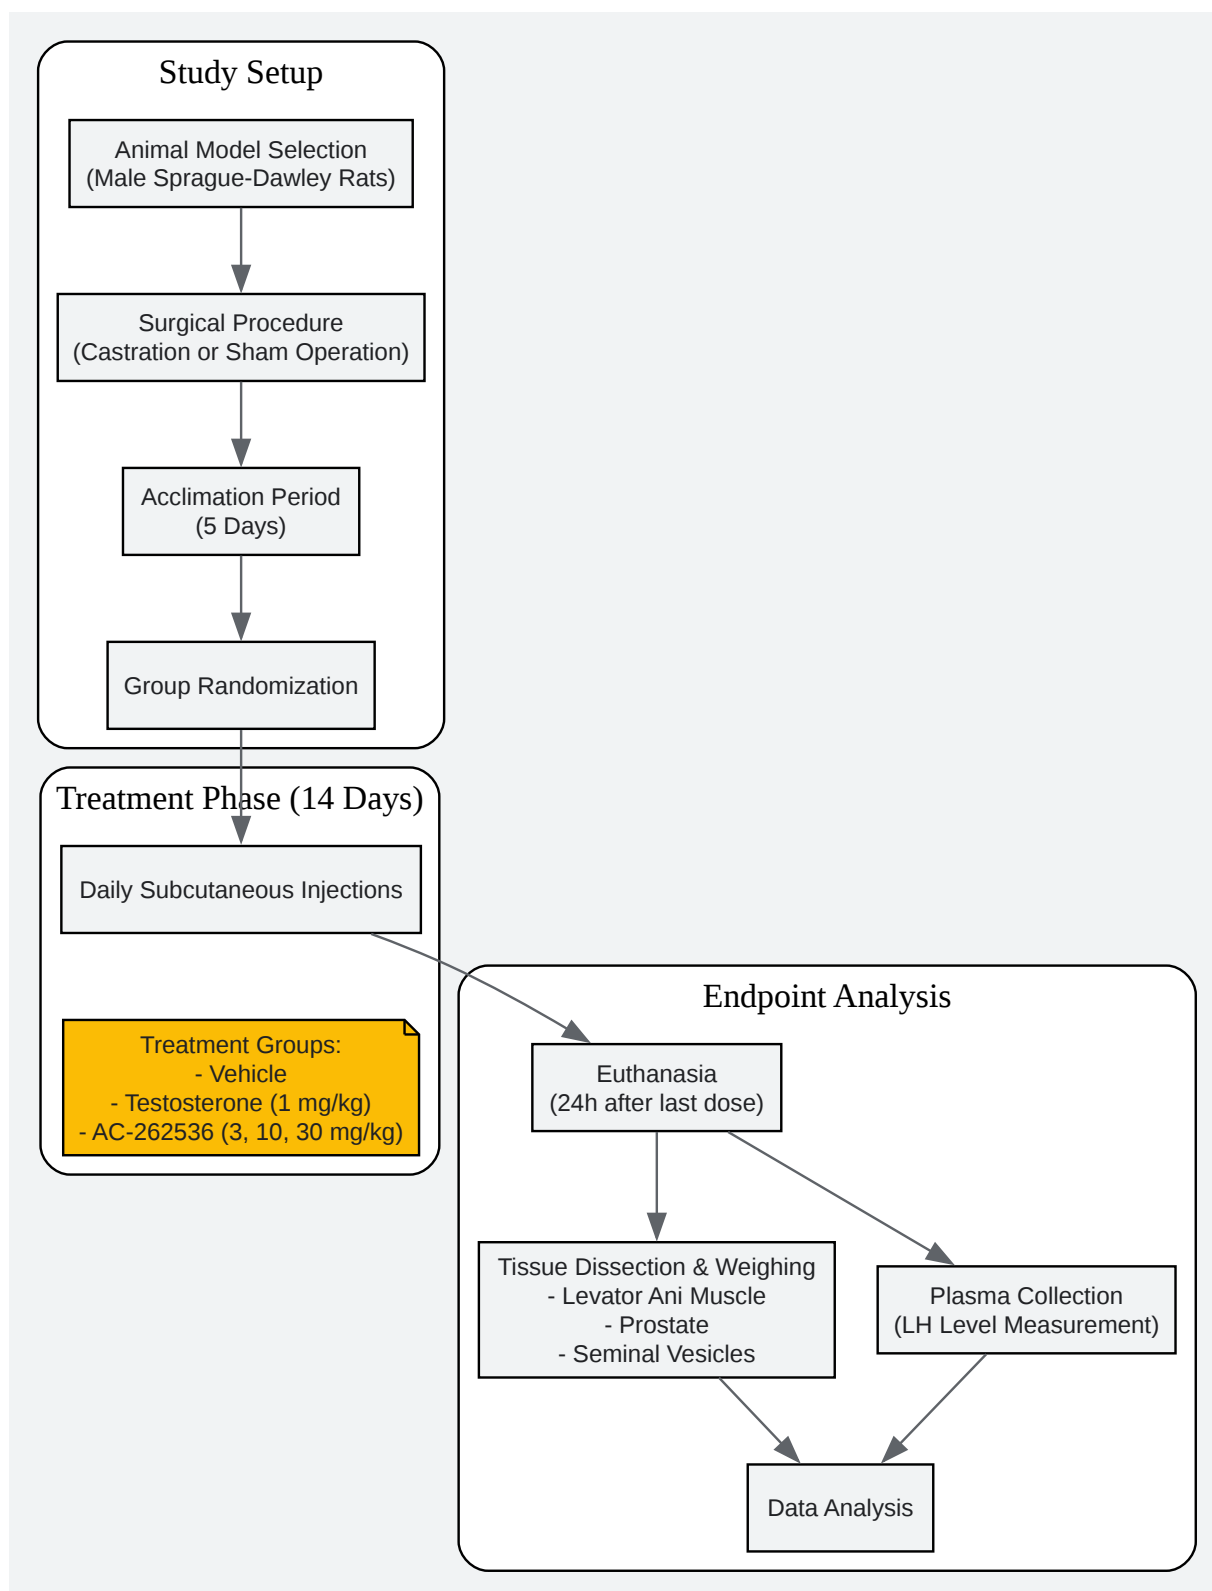 Study Setup
Animal Model Selection
(Male Sprague-Dawley Rats)
Surgical Procedure
(Castration or Sham Operation)
Acclimation Period
(5 Days)
Group Randomization
Treatment Phase (14 Days)
Daily Subcutaneous Injections
Treatment Groups:
- Vehicle
- Testosterone (1 mg/kg)
- AC-262536 (3, 10, 30 mg/kg)
Endpoint Analysis
Euthanasia
(24h after last dose)
Tissue Dissection & Weighing
- Levator Ani Muscle
- Prostate
- Seminal Vesicles
Plasma Collection
(LH Level Measurement)
Data Analysis